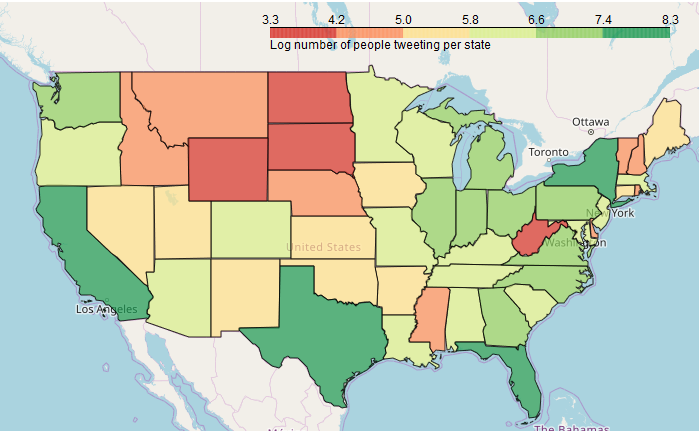 3.3 4.2 5.0 5.8 6.6 7.4 8.3
Log number of people tweeting per state
Ottawa
Toronto
New York
United States
Washington
Los Angeles
The Bahamas